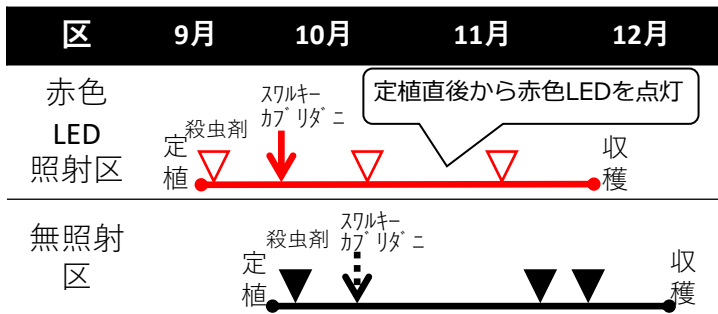 区 9月 10月 11月 12月
赤色
LED
照射区
定植
殺虫剤
スワルキー
カブリダニ
定植直後から赤色LEDを点灯
収穫
無照射
区
定植
殺虫剤
スワルキー
カブリダニ
収穫